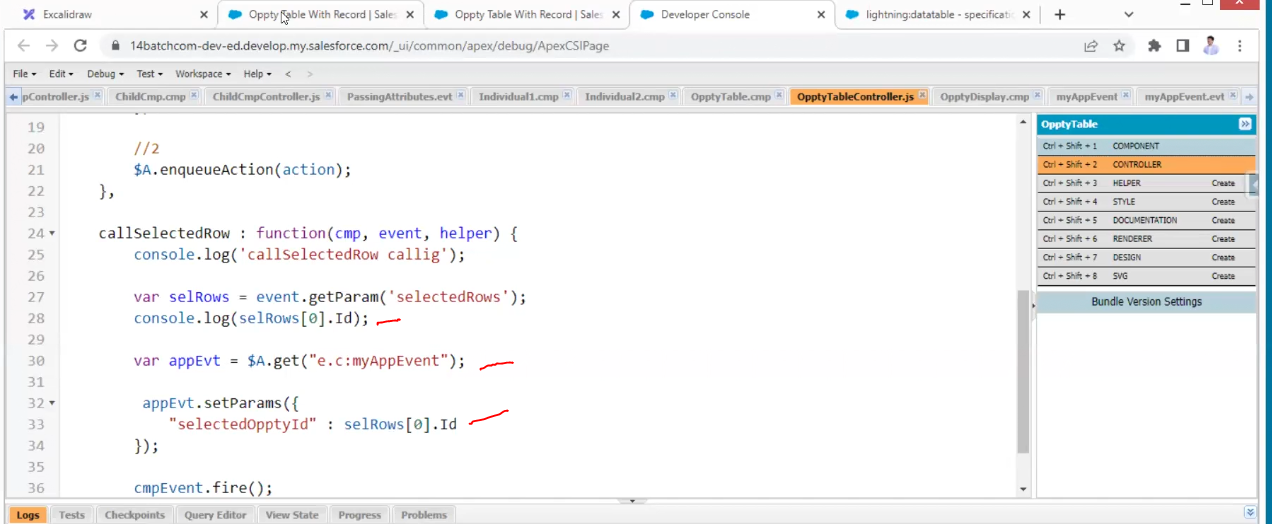 Excalidraw
Oppty Table With Record | Sales
Oppty Table With Record | Sales
Developer Console
lightning:datatable - specificatio
14batchcom-dev-ed.develop.my.salesforce.com/_ui/common/apex/debug/ApexCSIPage
File Edit Debug Test Workspace Help < >
pController.js ChildCmp.cmp ChildCmpController.js PassingAttributes.evt Individual1.cmp Individual2.cmp OpptyTable.cmp OpptyTableController.js OpptyDisplay.cmp myAppEvent myAppEvent.evt
19
20 //2
21 $A.enqueueAction(action);
22 },
23
24 callSelectedRow : function(cmp, event, helper) {
25 console.log('callSelectedRow callig');
26
27 var selRows = event.getParam('selectedRows');
28 console.log(selRows[0].Id);
29
30 var appEvt = $A.get("e.c:myAppEvent");
31
32 appEvt.setParams({
33 "selectedOpptyId" : selRows[0].Id
34 });
35
36 cmpEvent.fire();
OpptyTable
Ctrl + Shift + 1 COMPONENT
Ctrl + Shift + 2 CONTROLLER
Ctrl + Shift + 3 HELPER Create
Ctrl + Shift + 4 STYLE Create
Ctrl + Shift + 5 DOCUMENTATION Create
Ctrl + Shift + 6 RENDERER Create
Ctrl + Shift + 7 DESIGN Create
Ctrl + Shift + 8 SVG Create
Bundle Version Settings
Logs Tests Checkpoints Query Editor View State Progress Problems